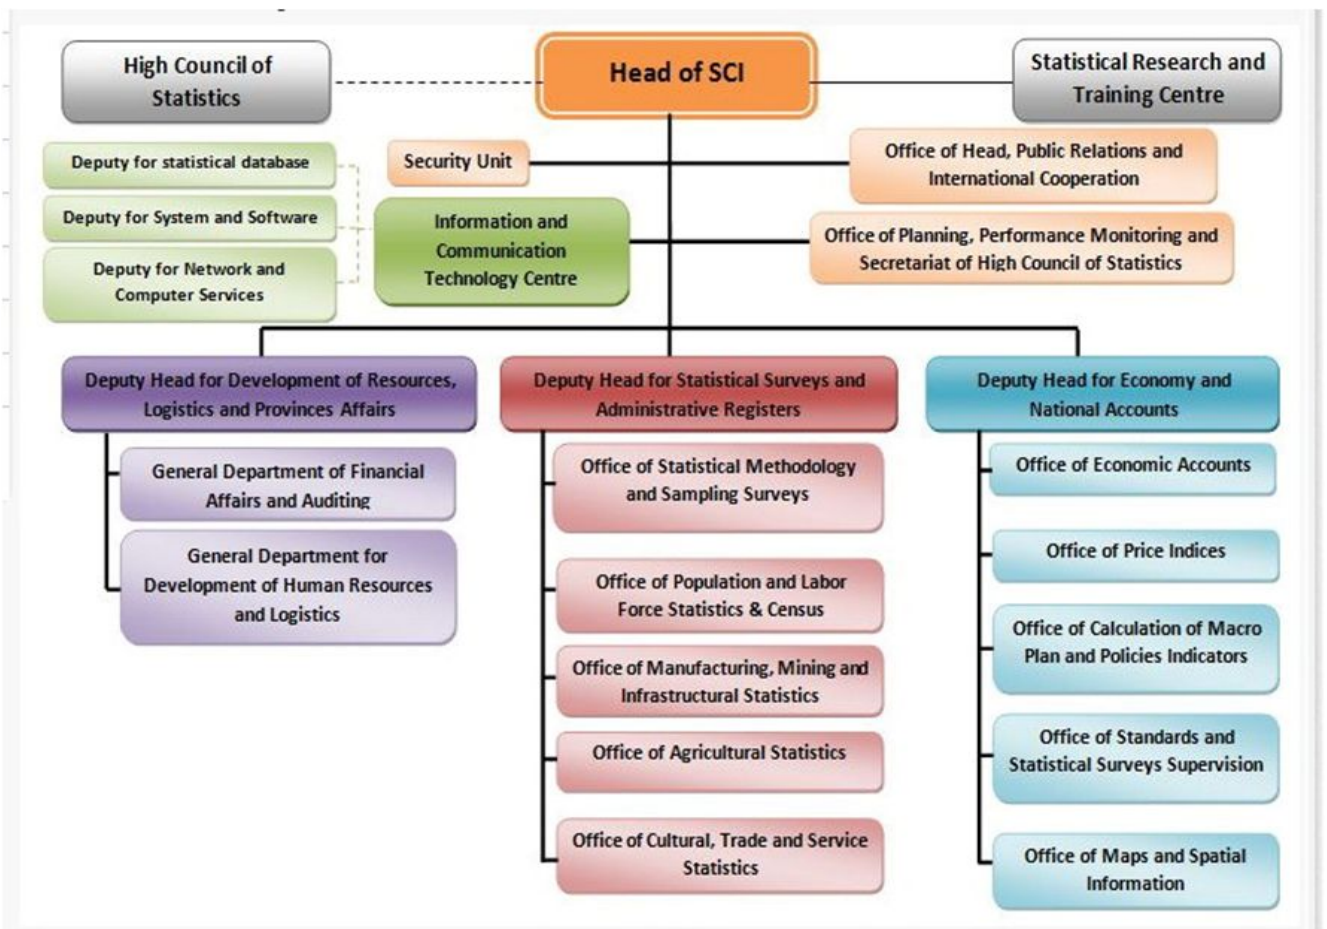 High Council of
Statistics
Head of SCI
Statistical Research and
Training Centre
Deputy for statistical database
Deputy for System and Software
Deputy for Network and
Computer Services
Security Unit
Information and
Communication
Technology Centre
Office of Head, Public Relations and
International Cooperation
Office of Planning, Performance Monitoring and
Secretariat of High Council of Statistics
Deputy Head for Development of Resources,
Logistics and Provinces Affairs
General Department of Financial
Affairs and Auditing
General Department for
Development of Human Resources
and Logistics
Deputy Head for Statistical Surveys and
Administrative Registers
Office of Statistical Methodology
and Sampling Surveys
Office of Population and Labor
Force Statistics & Census
Office of Manufacturing, Mining and
Infrastructural Statistics
Office of Agricultural Statistics
Office of Cultural, Trade and Service
Statistics
Deputy Head for Economy and
National Accounts
Office of Economic Accounts
Office of Price Indices
Office of Calculation of Macro
Plan and Policies Indicators
Office of Standards and
Statistical Surveys Supervision
Office of Maps and Spatial
Information